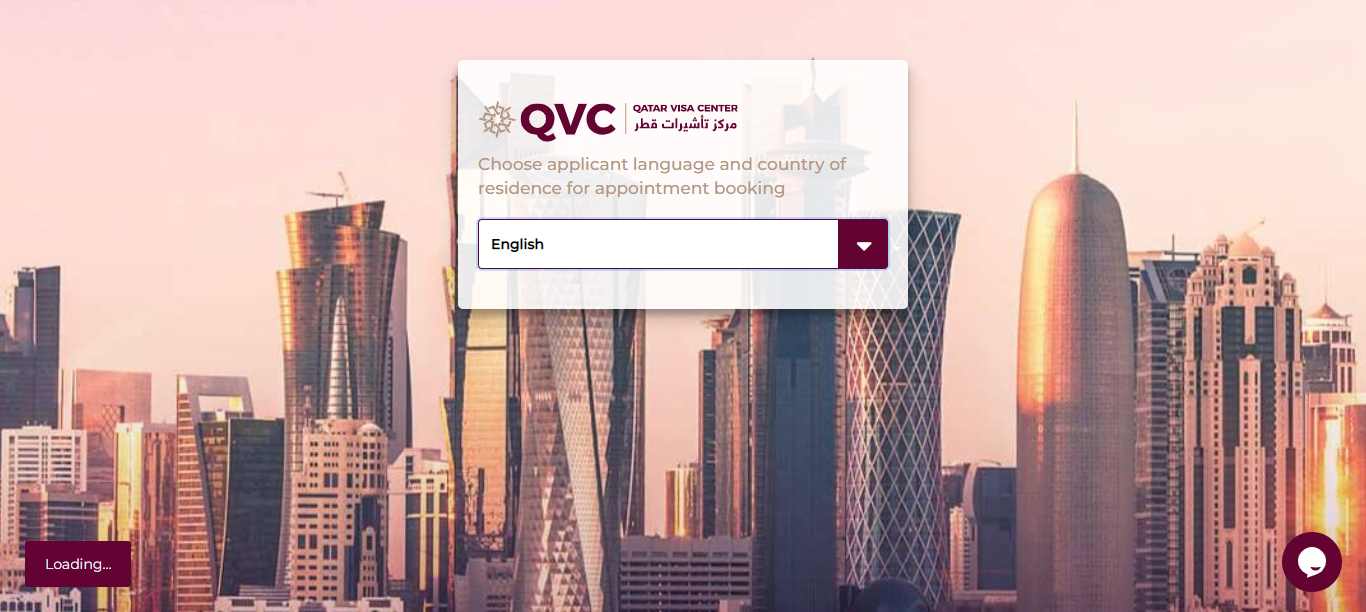 QVC
QATAR VISA CENTER
مركز تأشيرات قطر
Choose applicant language and country of
residence for appointment booking
English
Loading...